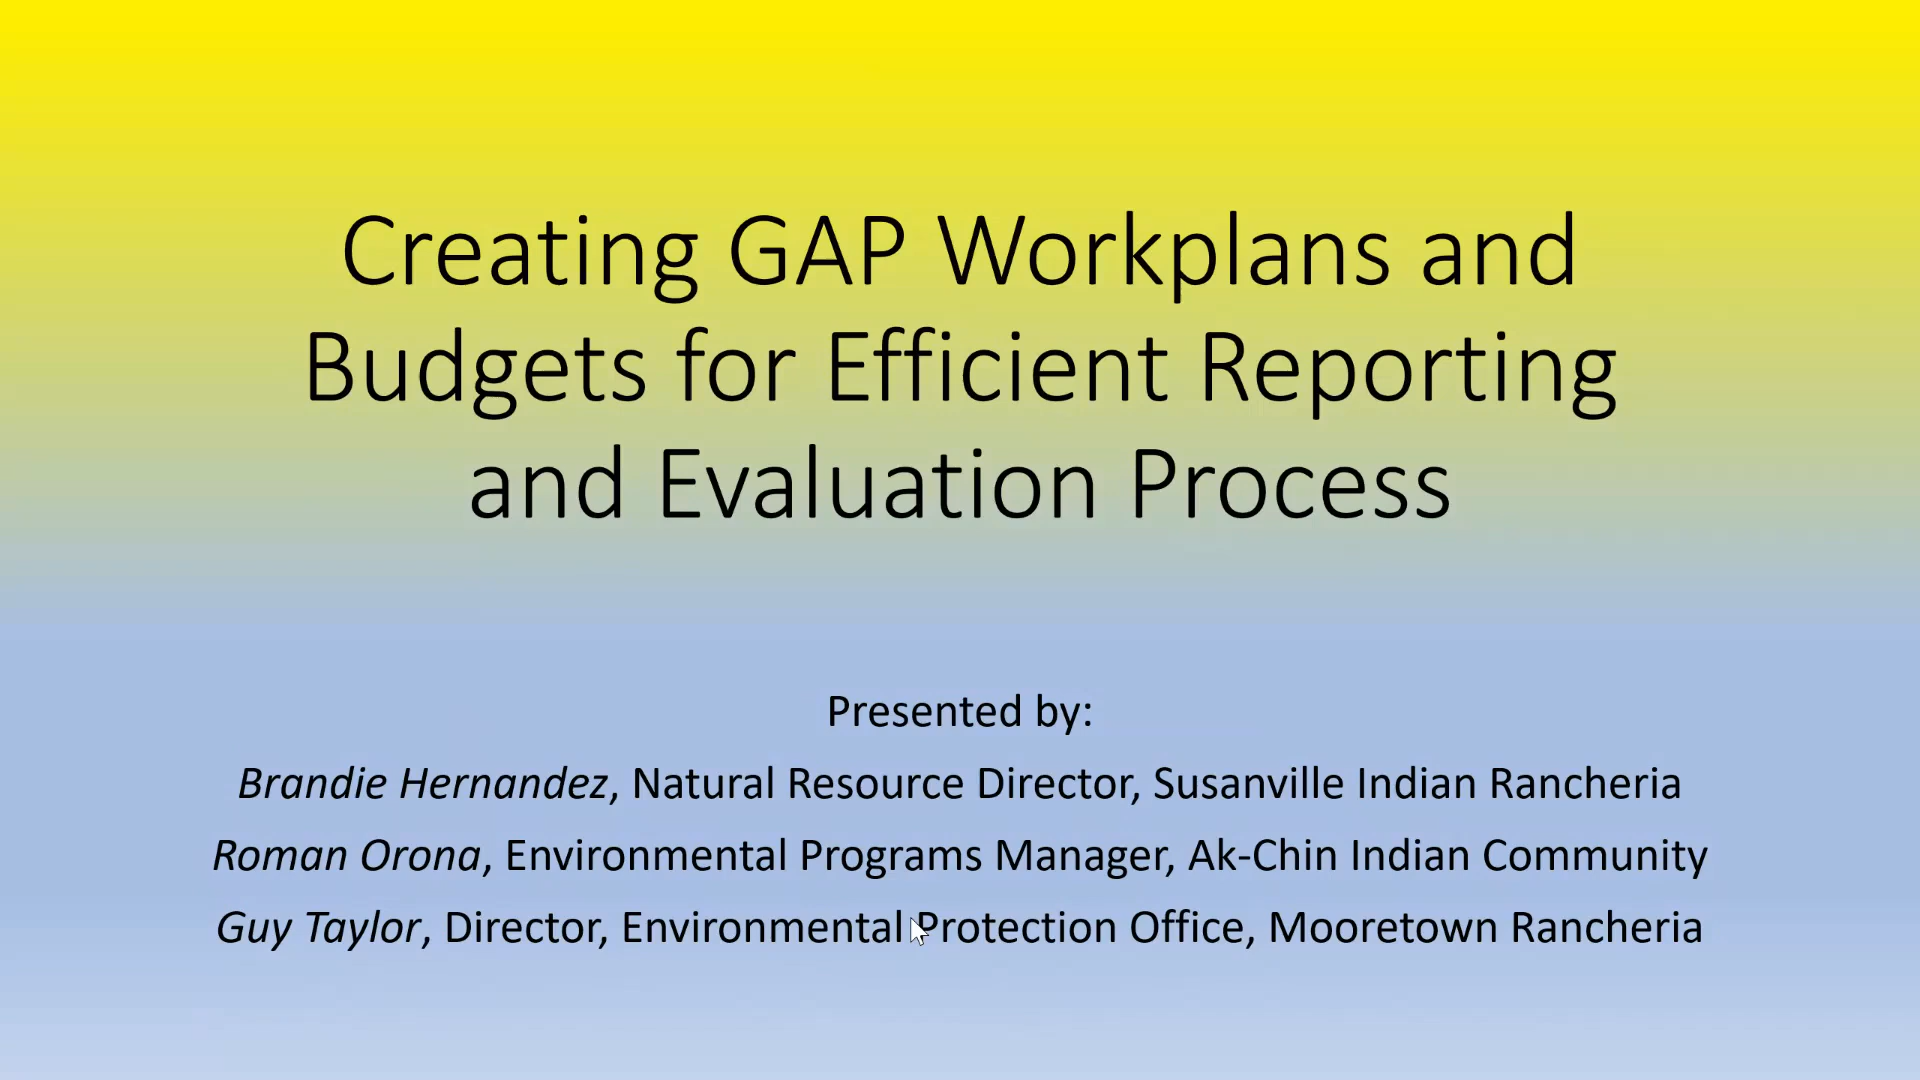 Creating GAP Workplans and
Budgets for Efficient Reporting
and Evaluation Process
Presented by:
Brandie Hernandez, Natural Resource Director, Susanville Indian Rancheria
Roman Orona, Environmental Programs Manager, Ak-Chin Indian Community
Guy Taylor, Director, Environmental Protection Office, Mooretown Rancheria